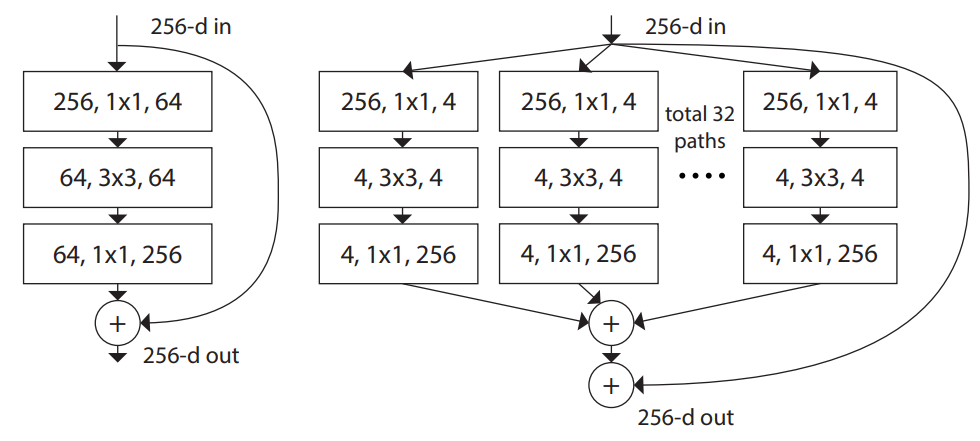 256-d in
256, 1x1, 64
64, 3x3, 64
64, 1x1, 256
+
256-d out
256-d in
256, 1x1, 4
256, 1x1, 4
total 32
paths
256, 1x1, 4
4, 3x3, 4
4, 3x3, 4
....
4, 3x3, 4
4, 1x1, 256
4, 1x1, 256
4, 1x1, 256
+
+
256-d out